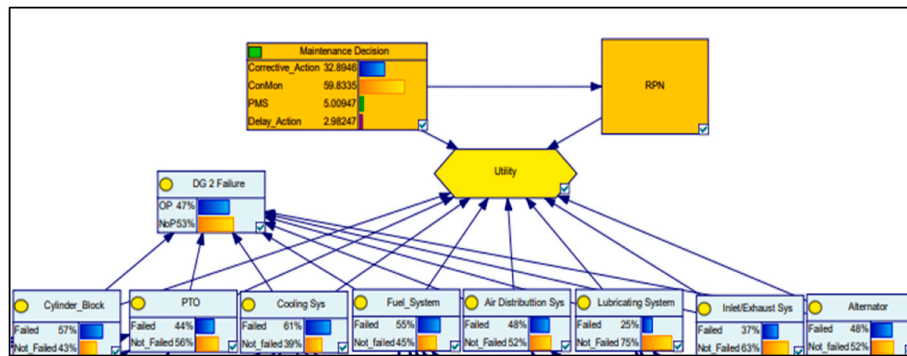 Maintenance Decision
Corrective_Action 32.8946
ConMon 59.8335
PMS 5.00947
Delay_Action 2.98247
RPN
Utility
DG 2 Failure
OP 47%
NoP 53%
Cylinder_Block
Failed 57%
Not_Failed 43%
PTO
Failed 44%
Not_Failed 56%
Cooling Sys
Failed 61%
Not_failed 39%
Fuel_System
Failed 55%
Not_failed 45%
Air Distributtion Sys
Failed 48%
Not_Failed 52%
Lubricating System
Failed 25%
Not_Failed 75%
Inlet/Exhaust Sys
Failed 37%
Not_Failed 63%
Alternator
Failed 48%
Not_Failed 52%